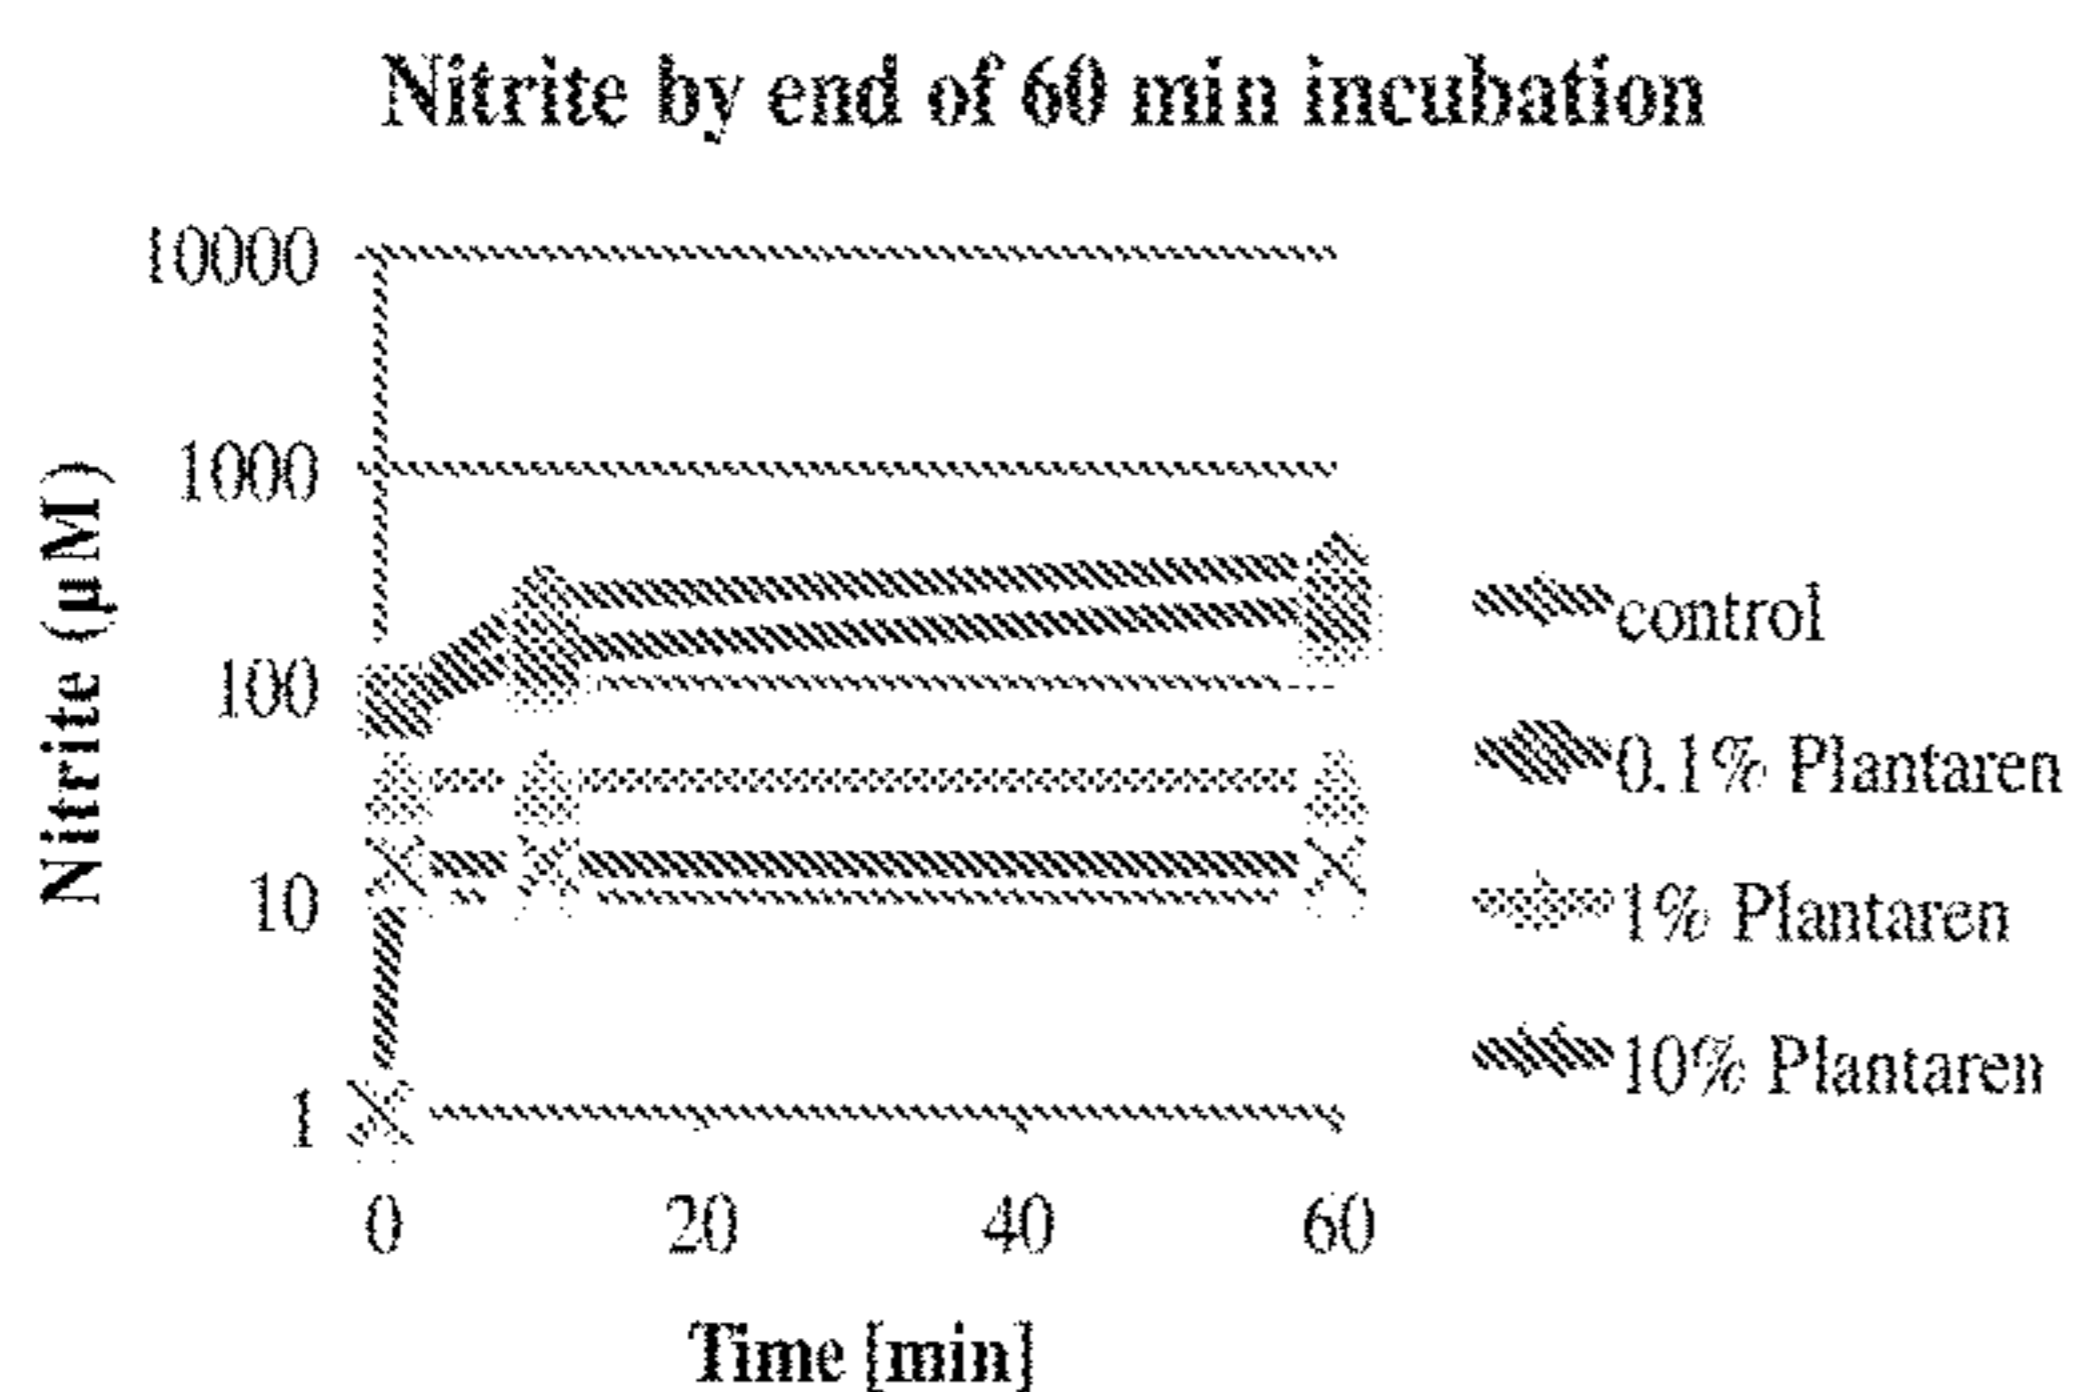 Nitrite by end of 60 min incubation
10000
1000
100
10
1
Nitrite (µM)
0 20 40 60
Time [min]
control
0.1% Plantaren
1% Plantaren
10% Plantaren